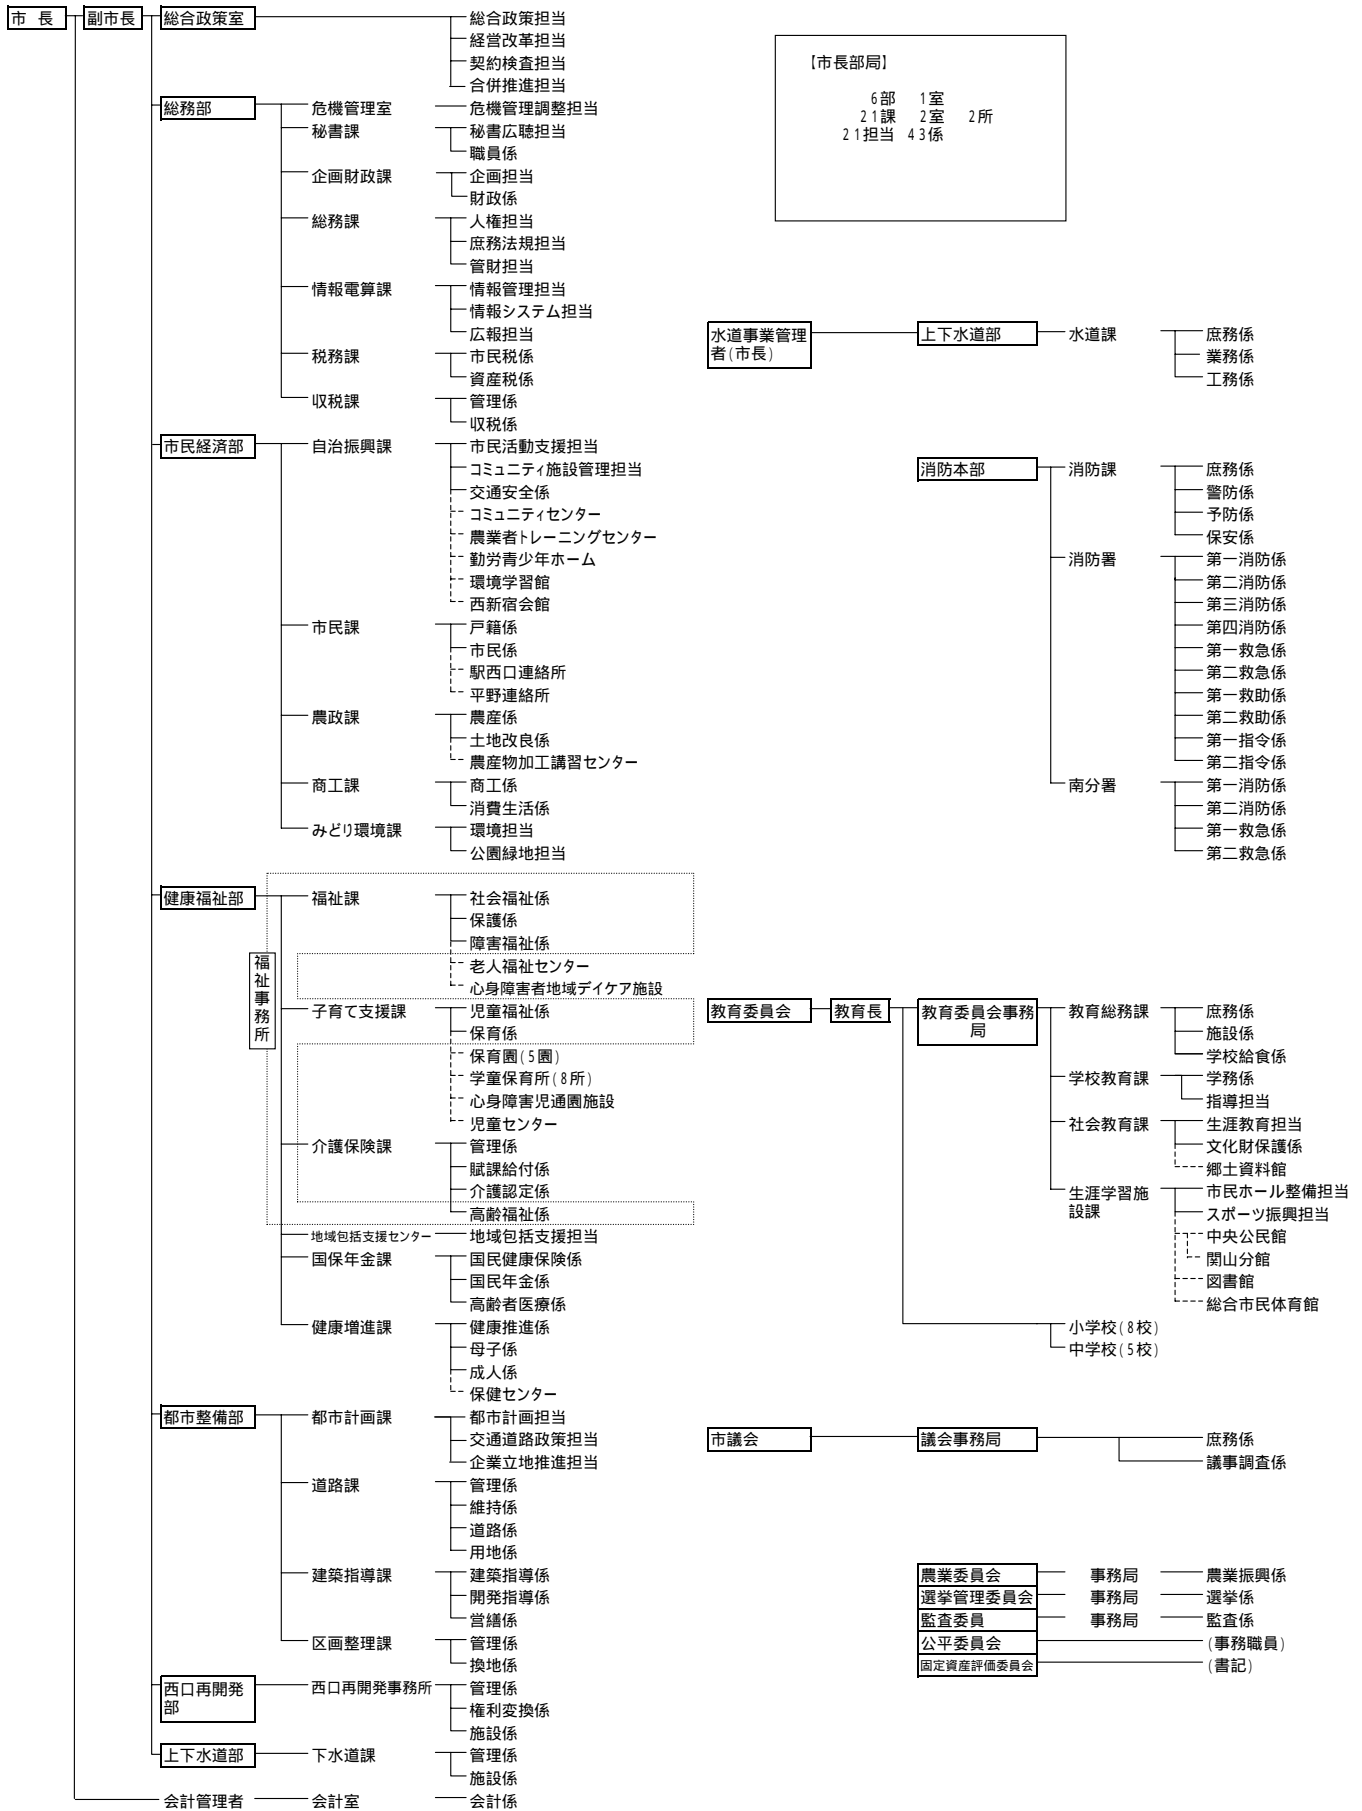 市 長 副市長 総合政策室 総合政策担当
経営改革担当
契約検査担当
合併推進担当
総務部 危機管理室 危機管理調整担当
秘書課 秘書広聴担当
職員係
企画財政課 企画担当
財政係
総務課 人権担当
庶務法規担当
管財担当
情報電算課 情報管理担当
情報システム担当
広報担当
税務課 市民税係
資産税係
収税課 管理係
収税係
市民経済部 自治振興課 市民活動支援担当
コミュニティ施設管理担当
交通安全係
コミュニティセンター
農業者トレーニングセンター
勤労青少年ホーム
環境学習館
西新宿会館
市民課 戸籍係
市民係
駅西口連絡所
平野連絡所
農政課 農産係
土地改良係
農産物加工講習センター
商工課 商工係
消費生活係
みどり環境課 環境担当
公園緑地担当
健康福祉部 福祉課 社会福祉係
保護係
障害福祉係
老人福祉センター
心身障害者地域デイケア施設
福祉事務所
子育て支援課 児童福祉係
保育係
保育園(5園)
学童保育所(8所)
心身障害児通園施設
児童センター
介護保険課 管理係
賦課給付係
介護認定係
高齢福祉係
地域包括支援センター 地域包括支援担当
国保年金課 国民健康保険係
国民年金係
高齢者医療係
健康増進課 健康推進係
母子係
成人係
保健センター
都市整備部 都市計画課 都市計画担当
交通道路政策担当
企業立地推進担当
道路課 管理係
維持係
道路係
用地係
建築指導課 建築指導係
開発指導係
営繕係
区画整理課 管理係
換地係
西口再開発
部 西口再開発事務所 管理係
権利変換係
施設係
上下水道部 下水道課 管理係
施設係
会計管理者 会計室 会計係
【市長部局】
6部 1室
21課 2室 2所
21担当 43係
水道事業管理
者(市長) 上下水道部 水道課 庶務係
業務係
工務係
消防本部 消防課 庶務係
警防係
予防係
保安係
消防署 第一消防係
第二消防係
第三消防係
第四消防係
第一救急係
第二救急係
第一救助係
第二救助係
第一指令係
第二指令係
南分署 第一消防係
第二消防係
第一救急係
第二救急係
教育委員会 教育長 教育委員会事務
局 教育総務課 庶務係
施設係
学校給食係
学校教育課 学務係
指導担当
社会教育課 生涯教育担当
文化財保護係
郷土資料館
生涯学習施
設課 市民ホール整備担当
スポーツ振興担当
中央公民館
関山分館
図書館
総合市民体育館
小学校(8校)
中学校(5校)
市議会 議会事務局 庶務係
議事調査係
農業委員会 事務局 農業振興係
選挙管理委員会 事務局 選挙係
監査委員 事務局 監査係
公平委員会 (事務職員)
固定資産評価委員会 (書記)